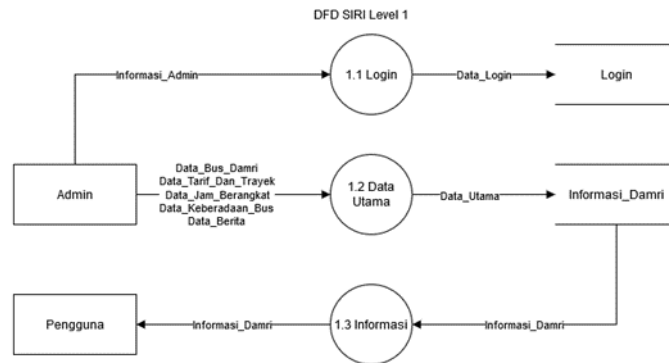 DFD SIRI Level 1
Informasi_Admin
1.1 Login
Data_Login
Login
Admin
Data_Bus_Damri
Data_Tarif_Dan_Trayek
Data_Jam_Berangkat
Data_Keberadaan_Bus
Data_Berita
1.2 Data
Utama
Data_Utama
Informasi_Damri
Pengguna
Informasi_Damri
1.3 Informasi
Informasi_Damri